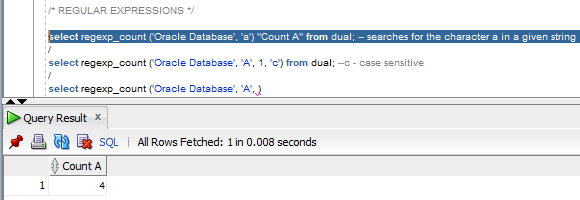 /* REGULAR EXPRESSIONS */
select regexp_count ('Oracle Database', 'a') "Count A" from dual; -- searches for the character a in a given string
/
select regexp_count ('Oracle Database', 'A', 1, 'c') from dual; --c - case sensitive
/
select regexp_count ('Oracle Database', 'A', )
Query Result x
SQL | All Rows Fetched: 1 in 0.008 seconds
Count A
1 4